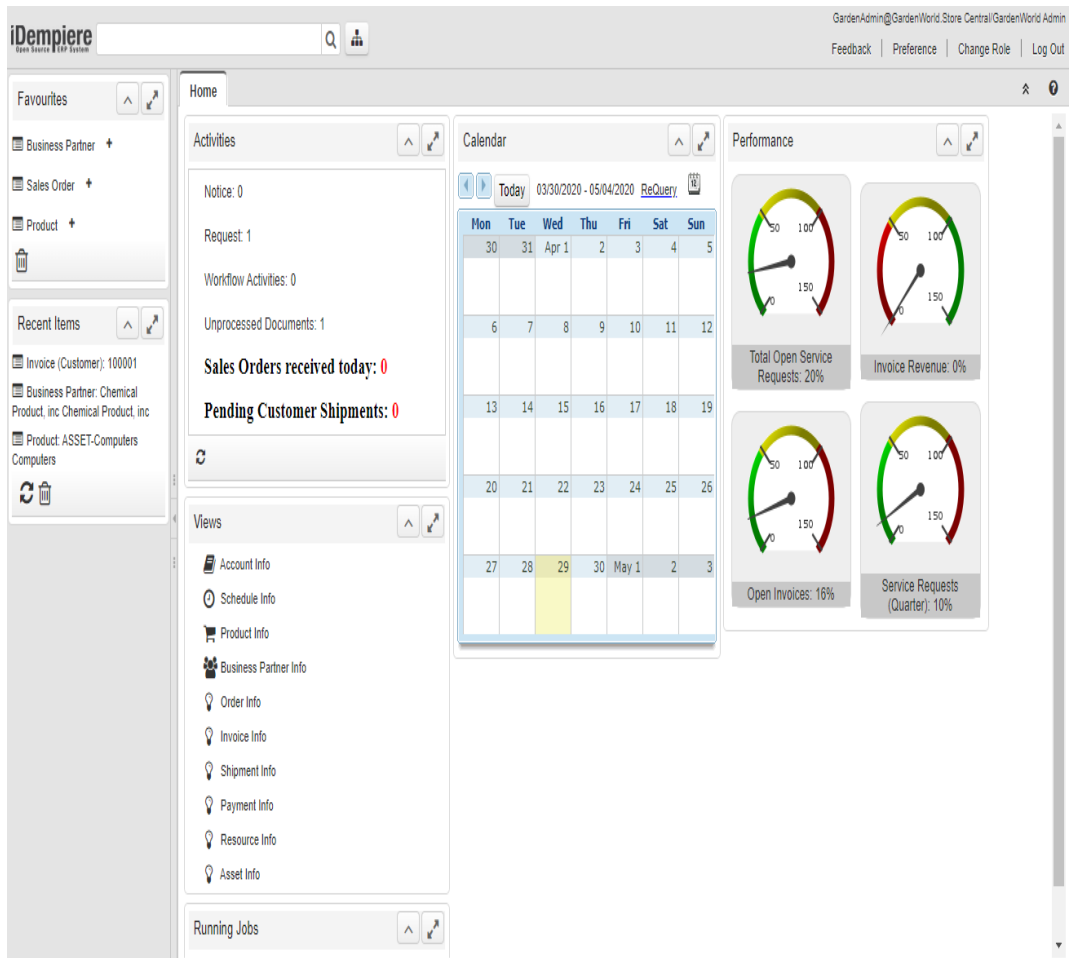 GardenAdmin@GardenWorld.Store Central/GardenWorld Admin
iDempiere
Open Source ERP System
Feedback | Preference | Change Role | Log Out
Favourites
Business Partner +
Sales Order +
Product +
Recent Items
Invoice (Customer): 100001
Business Partner: Chemical
Product, inc Chemical Product, inc
Product: ASSET-Computers
Computers
Home
Activities
Notice: 0
Request: 1
Workflow Activities: 0
Unprocessed Documents: 1
Sales Orders received today: 0
Pending Customer Shipments: 0
Views
Account Info
Schedule Info
Product Info
Business Partner Info
Order Info
Invoice Info
Shipment Info
Payment Info
Resource Info
Asset Info
Running Jobs
Calendar
Today 03/30/2020 - 05/04/2020 ReQuery 12
Mon Tue Wed Thu Fri Sat Sun
30 31 Apr 1 2 3 4 5
6 7 8 9 10 11 12
13 14 15 16 17 18 19
20 21 22 23 24 25 26
27 28 29 30 May 1 2 3
Performance
0 50 100 150
Total Open Service
Requests: 20%
0 50 100 150
Invoice Revenue: 0%
0 50 100 150
Open Invoices: 16%
0 50 100 150
Service Requests
(Quarter): 10%